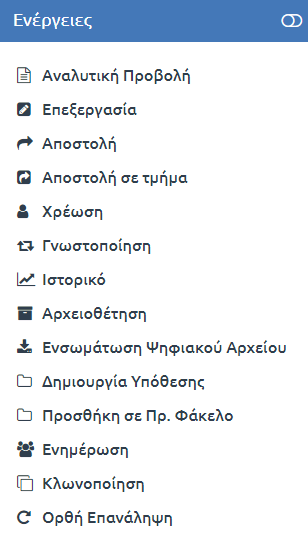 Ενέργειες
Αναλυτική Προβολή
Επεξεργασία
Αποστολή
Αποστολή σε τμήμα
Χρέωση
Γνωστοποίηση
Ιστορικό
Αρχειοθέτηση
Ενσωμάτωση Ψηφιακού Αρχείου
Δημιουργία Υπόθεσης
Προσθήκη σε Πρ. Φάκελο
Ενημέρωση
Κλωνοποίηση
Ορθή Επανάληψη